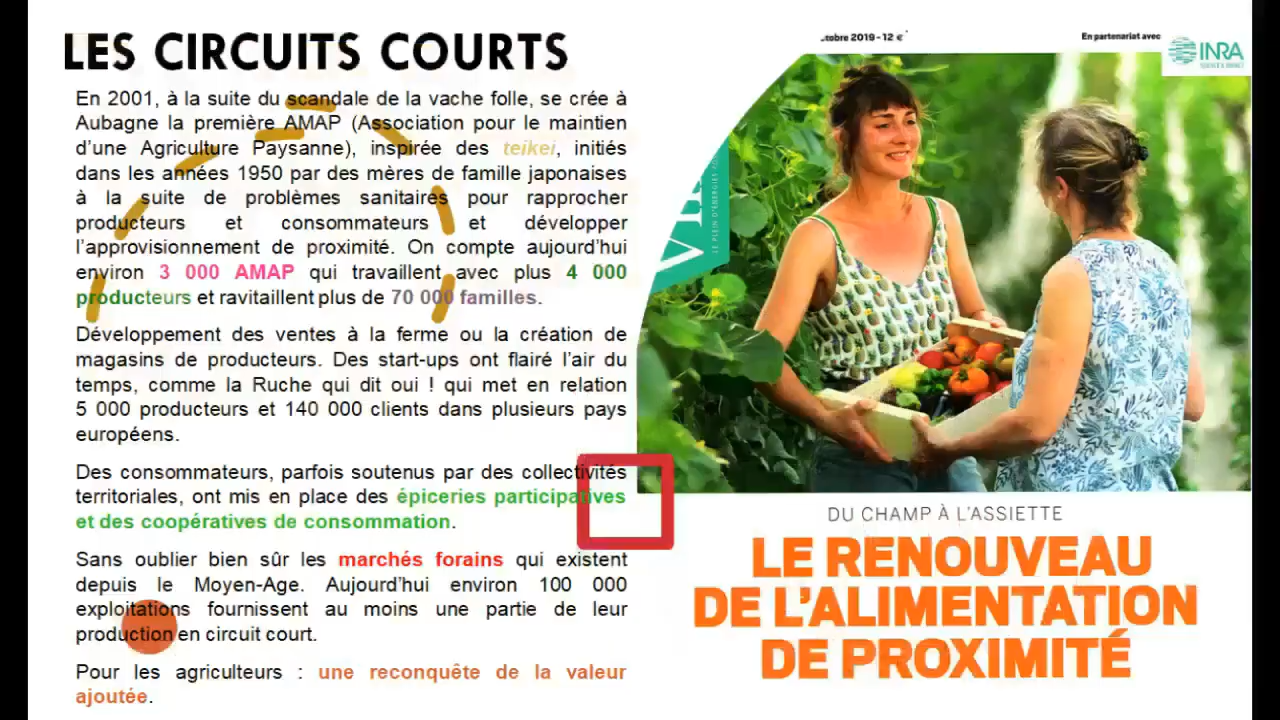 LES CIRCUITS COURTS
En 2001, à la suite du scandale de la vache folle, se crée à
Aubagne la première AMAP (Association pour le maintien
d'une Agriculture Paysanne), inspirée des teikei, initiés
dans les années 1950 par des mères de famille japonaises
à la suite de problèmes sanitaires pour rapprocher
producteurs et consommateurs et développer
l'approvisionnement de proximité. On compte aujourd'hui
environ 3 000 AMAP qui travaillent avec plus 4 000
producteurs et ravitaillent plus de 70 000 familles.
Développement des ventes à la ferme ou la création de
magasins de producteurs. Des start-ups ont flairé l'air du
temps, comme la Ruche qui dit oui ! qui met en relation
5 000 producteurs et 140 000 clients dans plusieurs pays
européens.
Des consommateurs, parfois soutenus par des collectivités
territoriales, ont mis en place des épiceries participatives
et des coopératives de consommation.
Sans oublier bien sûr les marchés forains qui existent
depuis le Moyen-Age. Aujourd'hui environ 100 000
exploitations fournissent au moins une partie de leur
production en circuit court.
Pour les agriculteurs : une reconquête de la valeur
ajoutée.
tobre 2019 - 12 €
En partenariat avec
INRA
DU CHAMP À L'ASSIETTE
LE RENOUVEAU
DE L'ALIMENTATION
DE PROXIMITÉ